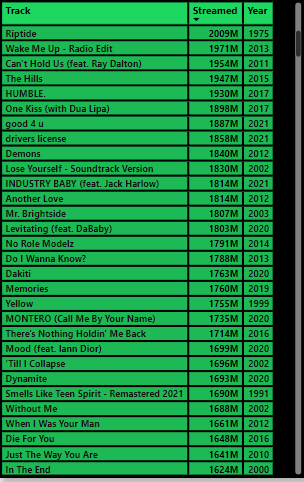 Track Streamed Year
Riptide 2009M 1975
Wake Me Up - Radio Edit 1971M 2013
Can't Hold Us (feat. Ray Dalton) 1954M 2011
The Hills 1947M 2015
HUMBLE. 1930M 2017
One Kiss (with Dua Lipa) 1898M 2017
good 4 u 1887M 2021
drivers license 1858M 2021
Demons 1840M 2012
Lose Yourself - Soundtrack Version 1830M 2002
INDUSTRY BABY (feat. Jack Harlow) 1814M 2021
Another Love 1814M 2012
Mr. Brightside 1807M 2003
Levitating (feat. DaBaby) 1803M 2020
No Role Modelz 1791M 2014
Do I Wanna Know? 1788M 2013
Dakiti 1763M 2020
Memories 1760M 2019
Yellow 1755M 1999
MONTERO (Call Me By Your Name) 1735M 2020
There's Nothing Holdin' Me Back 1714M 2016
Mood (feat. Iann Dior) 1699M 2020
'Till I Collapse 1696M 2002
Dynamite 1693M 2020
Smells Like Teen Spirit - Remastered 2021 1690M 1991
Without Me 1688M 2002
When I Was Your Man 1661M 2012
Die For You 1648M 2016
Just The Way You Are 1641M 2010
In The End 1624M 2000